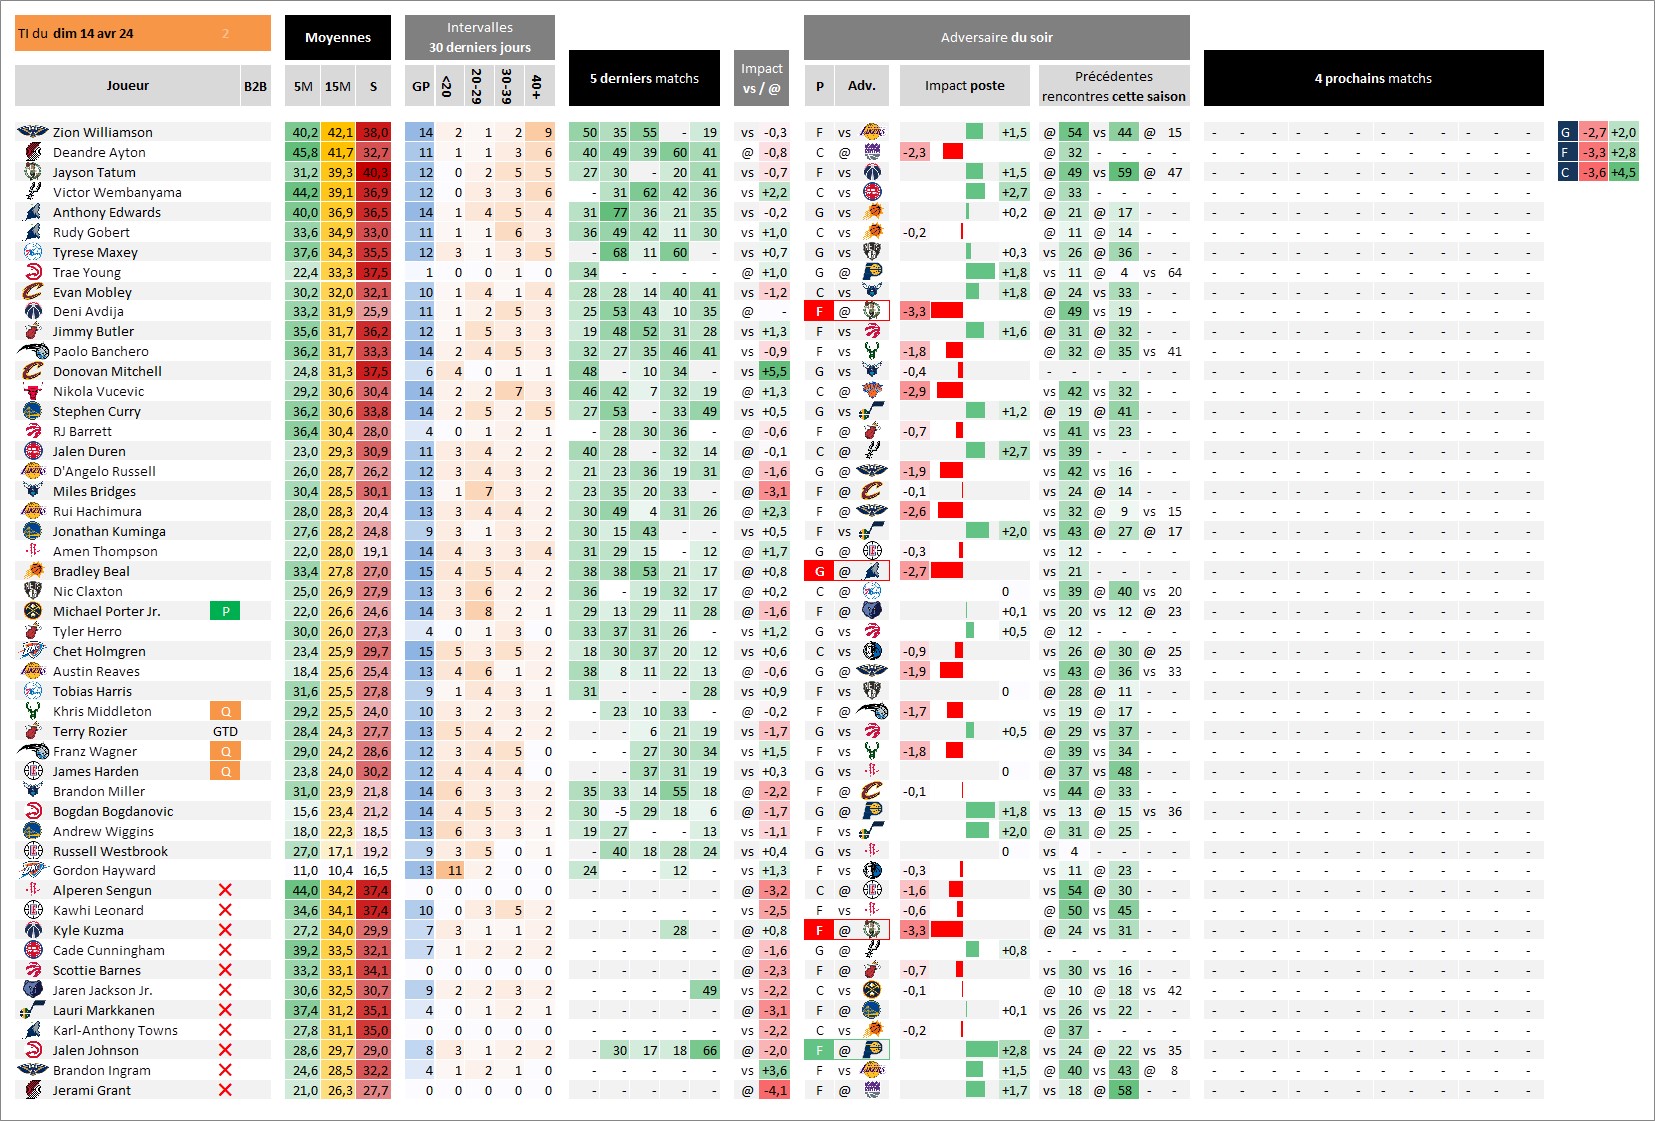 TI du dim 14 avr 24 2
Moyennes
Intervalles
30 derniers jours
5 derniers matchs
Impact
vs / @
Adversaire du soir
4 prochains matchs
Joueur B2B 5M 15M S GP <20 20-29 30-39 40+ P Adv. Impact poste
Précédentes
rencontres cette saison
Zion Williamson 40,2 42,1 38,0 14 2 1 2 9 50 35 55 - 19 vs -0,3 F vs +1,5 @ 54 vs 44 @ 15 - - - - - - - - - - - - G -2,7 +2,0
Deandre Ayton 45,8 41,7 32,7 11 1 1 3 6 40 49 39 60 41 @ -0,8 C @ -2,3 @ 32 - - - - - - - - - - - - - - - - F -3,3 +2,8
Jayson Tatum 31,2 39,3 40,3 12 0 2 5 5 27 30 - 20 41 vs -0,7 F vs +1,5 @ 49 vs 59 @ 47 - - - - - - - - - - - - C -3,6 +4,5
Victor Wembanyama 44,2 39,1 36,9 12 0 3 3 6 - 31 62 42 36 vs +2,2 C vs +2,7 @ 33 - - - - - - - - - - - - - - - -
Anthony Edwards 40,0 36,9 36,5 14 1 4 5 4 31 77 36 21 35 vs -0,2 G vs +0,2 @ 21 @ 17 - - - - - - - - - - - - - -
Rudy Gobert 33,6 34,9 33,0 11 1 1 6 3 36 49 42 11 30 vs +1,0 C vs -0,2 @ 11 @ 14 - - - - - - - - - - - - - -
Tyrese Maxey 37,6 34,3 35,5 12 3 1 3 5 - 68 11 60 - vs +0,7 G vs +0,3 vs 26 @ 36 - - - - - - - - - - - - - -
Trae Young 22,4 33,3 37,5 1 0 0 1 0 34 - - - - @ +1,0 G @ +1,8 vs 11 @ 4 vs 64 - - - - - - - - - - - -
Evan Mobley 30,2 32,0 32,1 10 1 4 1 4 28 28 14 40 41 vs -1,2 C vs +1,8 @ 24 vs 33 - - - - - - - - - - - - - -
Deni Avdija 33,2 31,9 25,9 11 1 2 5 3 25 53 43 10 35 @ - F @ -3,3 @ 49 vs 19 - - - - - - - - - - - - - -
Jimmy Butler 35,6 31,7 36,2 12 1 5 3 3 19 48 52 31 28 vs +1,3 F vs +1,6 @ 31 @ 32 - - - - - - - - - - - - - -
Paolo Banchero 36,2 31,7 33,3 14 2 4 5 3 32 27 35 46 41 vs -0,9 F vs -1,8 @ 32 @ 35 vs 41 - - - - - - - - - - - -
Donovan Mitchell 24,8 31,3 37,5 6 4 0 1 1 48 - 10 34 - vs +5,5 G vs -0,4 - - - - - - - - - - - - - - - - - -
Nikola Vucevic 29,2 30,6 30,4 14 2 2 7 3 46 42 7 32 19 @ +1,3 C @ -2,9 vs 42 vs 32 - - - - - - - - - - - - - -
Stephen Curry 36,2 30,6 33,8 14 2 5 2 5 27 53 - 33 49 vs +0,5 G vs +1,2 @ 19 @ 41 - - - - - - - - - - - - - -
RJ Barrett 36,4 30,4 28,0 4 0 1 2 1 - 28 30 36 - @ -0,6 F @ -0,7 vs 41 vs 23 - - - - - - - - - - - - - -
Jalen Duren 23,0 29,3 30,9 11 3 4 2 2 40 28 - 32 14 @ -0,1 C @ +2,7 vs 39 - - - - - - - - - - - - - - - -
D'Angelo Russell 26,0 28,7 26,2 12 3 4 3 2 21 23 36 19 31 @ -1,6 G @ -1,9 vs 42 vs 16 - - - - - - - - - - - - - -
Miles Bridges 30,4 28,5 30,1 13 1 7 3 2 23 35 20 33 - @ -3,1 F @ -0,1 vs 24 @ 14 - - - - - - - - - - - - - -
Rui Hachimura 28,0 28,3 20,4 13 3 4 4 2 30 49 4 31 26 @ +2,3 F @ -2,6 vs 32 @ 9 vs 15 - - - - - - - - - - - -
Jonathan Kuminga 27,6 28,2 24,8 9 3 1 3 2 30 15 43 - - vs +0,5 F vs +2,0 vs 43 @ 27 @ 17 - - - - - - - - - - - -
Amen Thompson 22,0 28,0 19,1 14 4 3 3 4 31 29 15 - 12 @ +1,7 G @ -0,3 vs 12 - - - - - - - - - - - - - - - -
Bradley Beal 33,4 27,8 27,0 15 4 5 4 2 38 38 53 21 17 @ +0,8 G @ -2,7 vs 21 - - - - - - - - - - - - - - - -
Nic Claxton 25,0 26,9 27,9 13 3 6 2 2 36 - 19 32 17 @ +0,2 C @ 0 vs 39 @ 40 vs 20 - - - - - - - - - - - -
Michael Porter Jr. P 22,0 26,6 24,6 14 3 8 2 1 29 13 29 11 28 @ -1,6 F @ +0,1 vs 20 vs 12 @ 23 - - - - - - - - - - - -
Tyler Herro 30,0 26,0 27,3 4 0 1 3 0 33 37 31 26 - vs +1,2 G vs +0,5 @ 12 - - - - - - - - - - - - - - - -
Chet Holmgren 23,4 25,9 29,7 15 5 3 5 2 18 30 37 20 12 vs +0,6 C vs -0,9 vs 26 @ 30 @ 25 - - - - - - - - - - - -
Austin Reaves 18,4 25,6 25,4 13 4 6 1 2 38 8 11 22 13 @ -0,6 G @ -1,9 vs 43 @ 36 vs 33 - - - - - - - - - - - -
Tobias Harris 31,6 25,5 27,8 9 1 4 3 1 31 - - - 28 vs +0,9 F vs 0 @ 28 @ 11 - - - - - - - - - - - - - -
Khris Middleton Q 29,2 25,5 24,0 10 3 2 3 2 - 23 10 33 - @ -0,2 F @ -1,7 vs 19 @ 17 - - - - - - - - - - - - - -
Terry Rozier GTD 28,4 24,3 27,7 13 5 4 2 2 - - 6 21 19 vs -1,7 G vs +0,5 @ 29 vs 37 - - - - - - - - - - - - - -
Franz Wagner Q 29,0 24,2 28,6 12 3 4 5 0 - - 27 30 34 vs +1,5 F vs -1,8 @ 39 vs 34 - - - - - - - - - - - - - -
James Harden Q 23,8 24,0 30,2 12 4 4 4 0 - - 37 31 19 vs +0,3 G vs 0 @ 37 vs 48 - - - - - - - - - - - - - -
Brandon Miller 31,0 23,9 21,8 14 6 3 3 2 35 33 14 55 18 @ -2,2 F @ -0,1 vs 44 @ 33 - - - - - - - - - - - - - -
Bogdan Bogdanovic 15,6 23,4 21,2 14 4 5 3 2 30 -5 29 18 6 @ -1,7 G @ +1,8 vs 13 @ 15 vs 36 - - - - - - - - - - - -
Andrew Wiggins 18,0 22,3 18,5 13 6 3 3 1 19 27 - - 13 vs -1,1 F vs +2,0 @ 31 @ 25 - - - - - - - - - - - - - -
Russell Westbrook 27,0 17,1 19,2 9 3 5 0 1 - 40 18 28 24 vs +0,4 G vs 0 vs 4 - - - - - - - - - - - - - - - -
Gordon Hayward 11,0 10,4 16,5 13 11 2 0 0 24 - - 12 - vs +1,3 F vs -0,3 vs 11 @ 23 - - - - - - - - - - - - - -
Alperen Sengun 44,0 34,2 37,4 0 0 0 0 0 - - - - - @ -3,2 C @ -1,6 vs 54 @ 30 - - - - - - - - - - - - - -
Kawhi Leonard 34,6 34,1 37,4 10 0 3 5 2 - - - - - vs -2,5 F vs -0,6 @ 50 vs 45 - - - - - - - - - - - - - -
Kyle Kuzma 27,2 34,0 29,9 7 3 1 1 2 - - - 28 - @ +0,8 F @ -3,3 @ 24 vs 31 - - - - - - - - - - - - - -
Cade Cunningham 39,2 33,5 32,1 7 1 2 2 2 - - - - - @ -1,6 G @ +0,8 - - - - - - - - - - - - - - - - - -
Scottie Barnes 33,2 33,1 34,1 0 0 0 0 0 - - - - - @ -2,3 F @ -0,7 vs 30 vs 16 - - - - - - - - - - - - - -
Jaren Jackson Jr. 30,6 32,5 30,7 9 2 2 3 2 - - - - 49 vs -2,2 C vs -0,1 @ 10 @ 18 vs 42 - - - - - - - - - - - -
Lauri Markkanen 37,4 31,2 35,1 4 0 1 2 1 - - - - - @ -3,1 F @ +0,1 vs 26 vs 22 - - - - - - - - - - - - - -
Karl-Anthony Towns 27,8 31,1 35,0 0 0 0 0 0 - - - - - vs -2,2 C vs -0,2 @ 37 - - - - - - - - - - - - - - - -
Jalen Johnson 28,6 29,7 29,0 8 3 1 2 2 - 30 17 18 66 @ -2,0 F @ +2,8 vs 24 @ 22 vs 35 - - - - - - - - - - - -
Brandon Ingram 24,6 28,5 32,2 4 1 2 1 0 - - - - - vs +3,6 F vs +1,5 @ 40 vs 43 @ 8 - - - - - - - - - - - -
Jerami Grant 21,0 26,3 27,7 0 0 0 0 0 - - - - - @ -4,1 F @ +1,7 vs 18 @ 58 - - - - - - - - - - - - - -